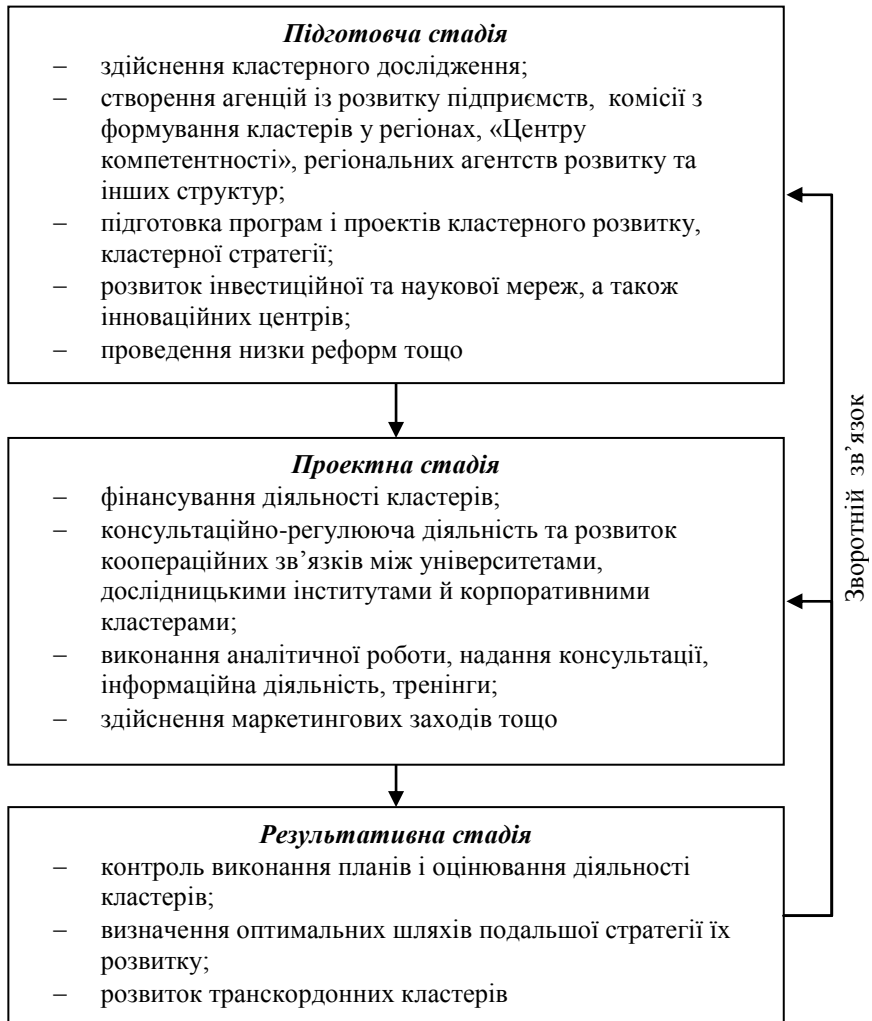 Підготовча стадія
– здійснення кластерного дослідження;
– створення агенцій із розвитку підприємств, комісії з
формування кластерів у регіонах, «Центру
компетентності», регіональних агентств розвитку та
інших структур;
– підготовка програм і проектів кластерного розвитку,
кластерної стратегії;
– розвиток інвестиційної та наукової мереж, а також
інноваційних центрів;
– проведення низки реформ тощо
Проектна стадія
– фінансування діяльності кластерів;
– консультаційно-регулююча діяльність та розвиток
коопераційних зв’язків між університетами,
дослідницькими інститутами й корпоративними
кластерами;
– виконання аналітичної роботи, надання консультації,
інформаційна діяльність, тренінги;
– здійснення маркетингових заходів тощо
Результативна стадія
– контроль виконання планів і оцінювання діяльності
кластерів;
– визначення оптимальних шляхів подальшої стратегії їх
розвитку;
– розвиток транскордонних кластерів
Зворотній зв’язок